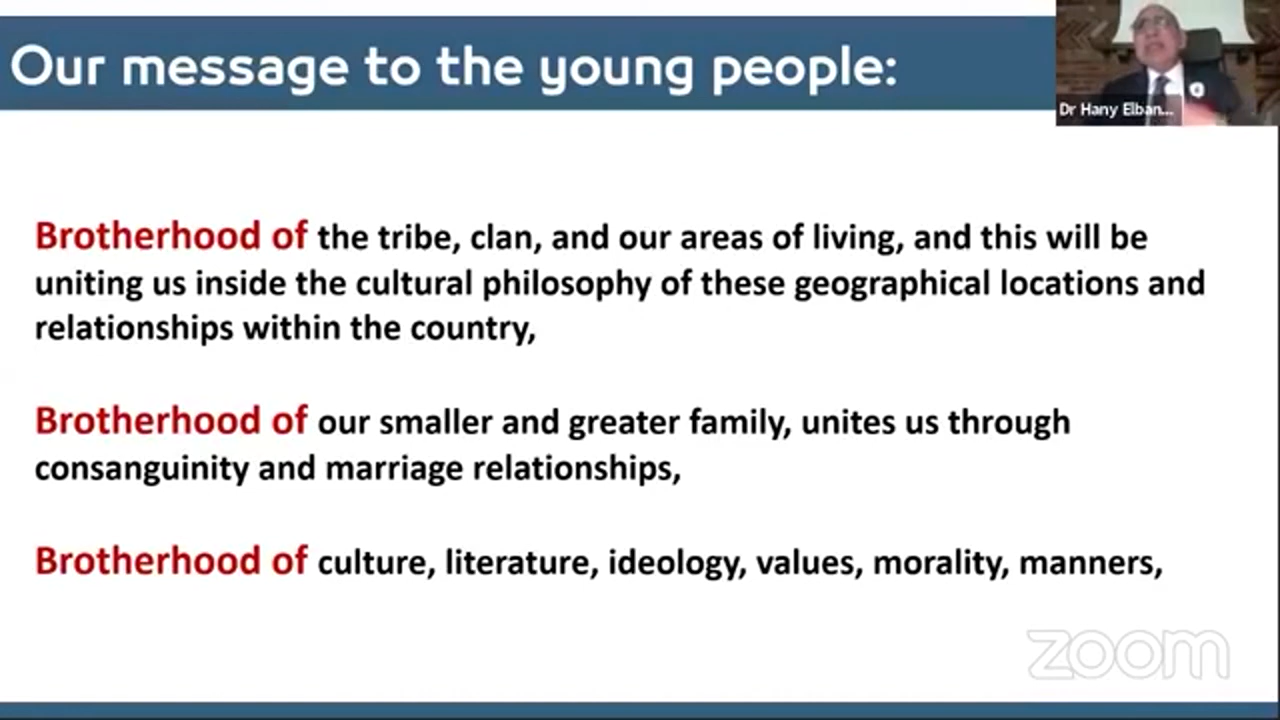 Our message to the young people:
Dr Hany Elban...
Brotherhood of the tribe, clan, and our areas of living, and this will be
uniting us inside the cultural philosophy of these geographical locations and
relationships within the country,
Brotherhood of our smaller and greater family, unites us through
consanguinity and marriage relationships,
Brotherhood of culture, literature, ideology, values, morality, manners,
zoom